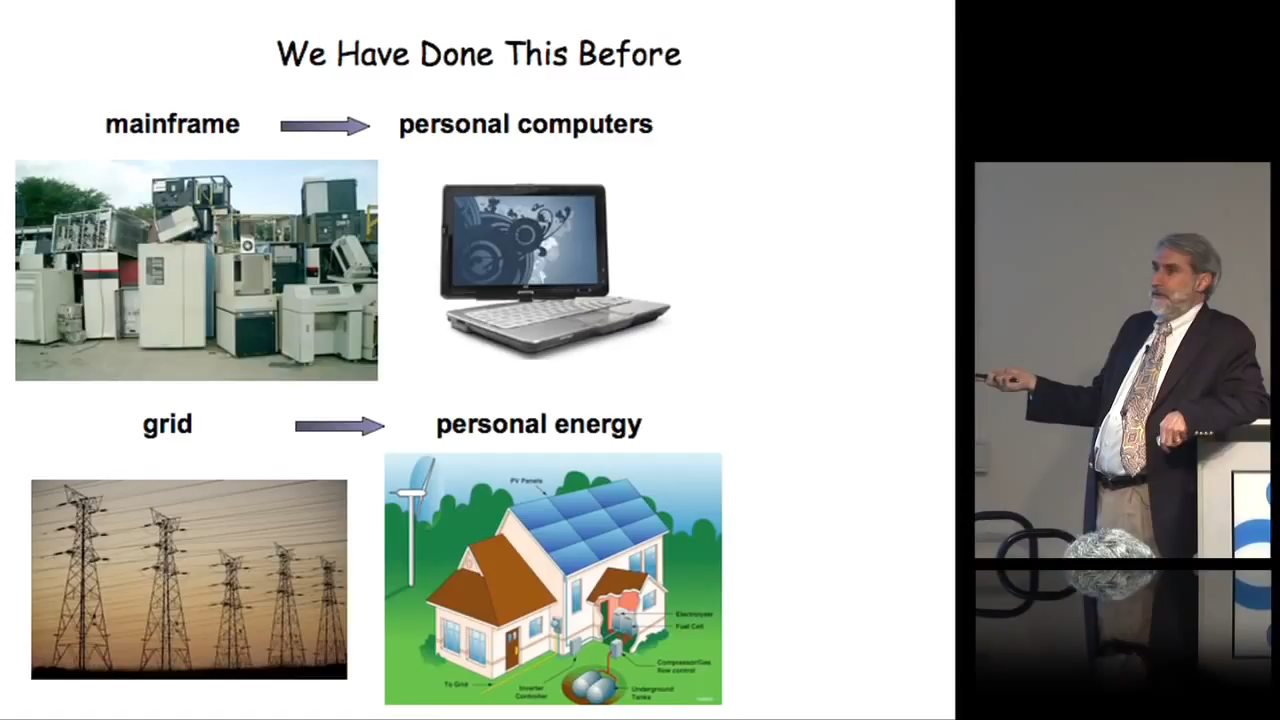 We Have Done This Before
mainframe
personal computers
grid
personal energy
PV Panels
Electrolyzer
Fuel Cell
Compressor/Gas
flow control
To Grid
Inverter
Controller
Underground
Tanks